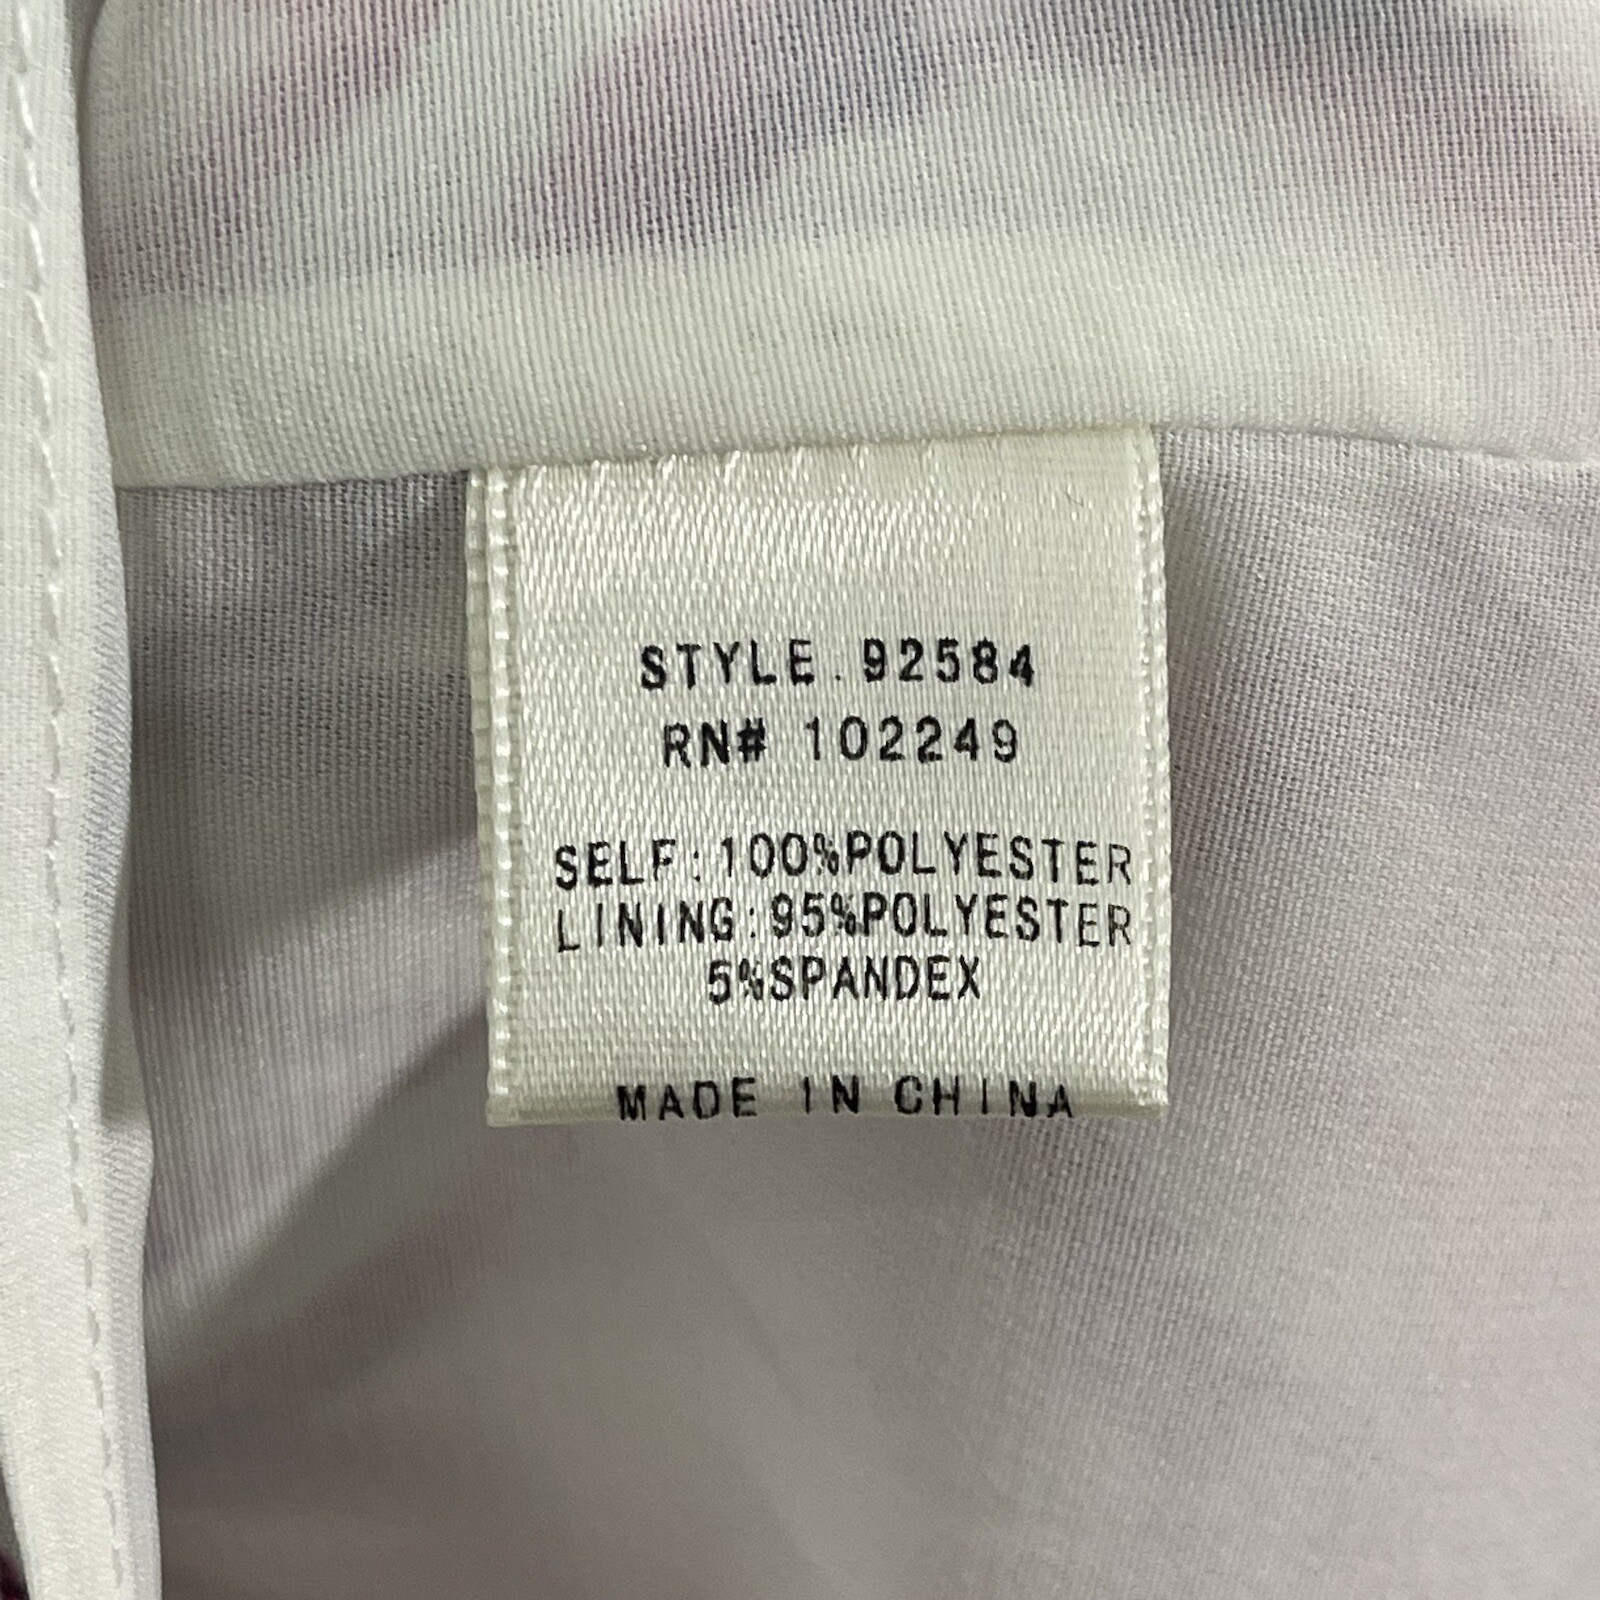 STYLE. 92584
RN# 102249
SELF:100%POLYESTER
LINING:95%POLYESTER
5%SPANDEX
MADE IN CHINA